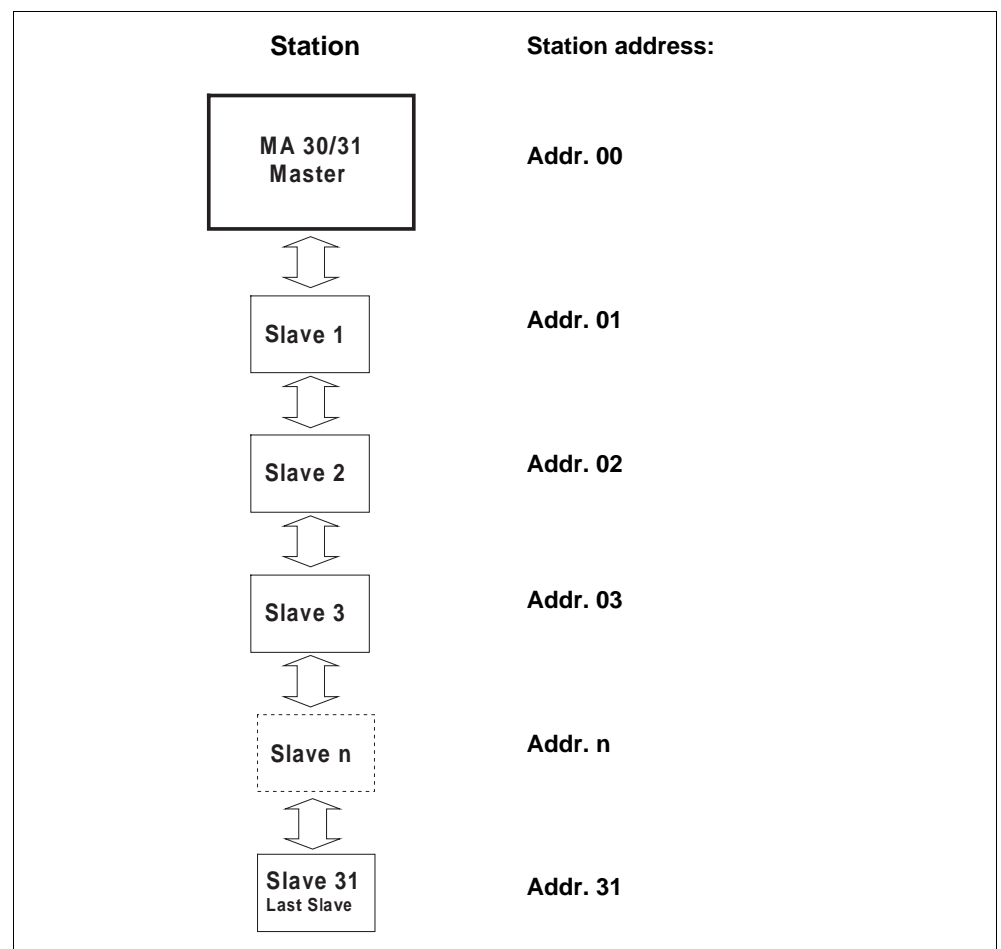 Station Station address:
MA 30/31
Master
Addr. 00
Slave 1
Addr. 01
Slave 2
Addr. 02
Slave 3
Addr. 03
Slave n
Addr. n
Slave 31
Last Slave
Addr. 31